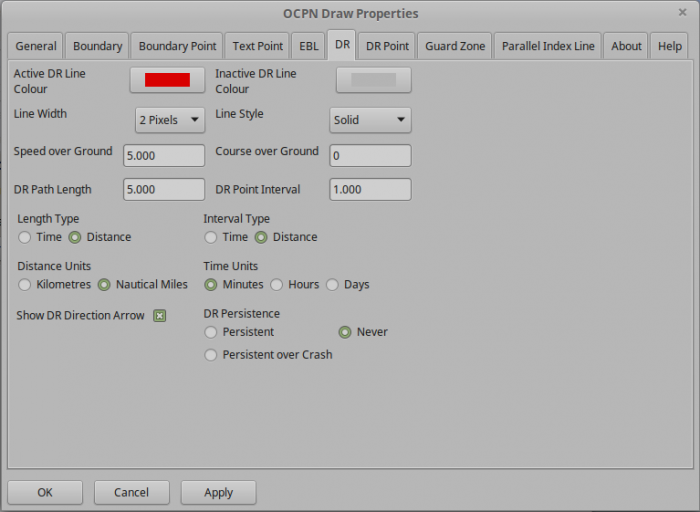 OCPN Draw Properties
General Boundary Boundary Point Text Point EBL DR DR Point Guard Zone Parallel Index Line About Help
Active DR Line Inactive DR Line
Colour Colour
Line Width 2 Pixels Line Style Solid
Speed over Ground 5.000 Course over Ground 0
DR Path Length 5.000 DR Point Interval 1.000
Length Type Interval Type
Time Distance Time Distance
Distance Units Time Units
Kilometres Nautical Miles Minutes Hours Days
Show DR Direction Arrow DR Persistence
Persistent Never
Persistent over Crash
OK Cancel Apply